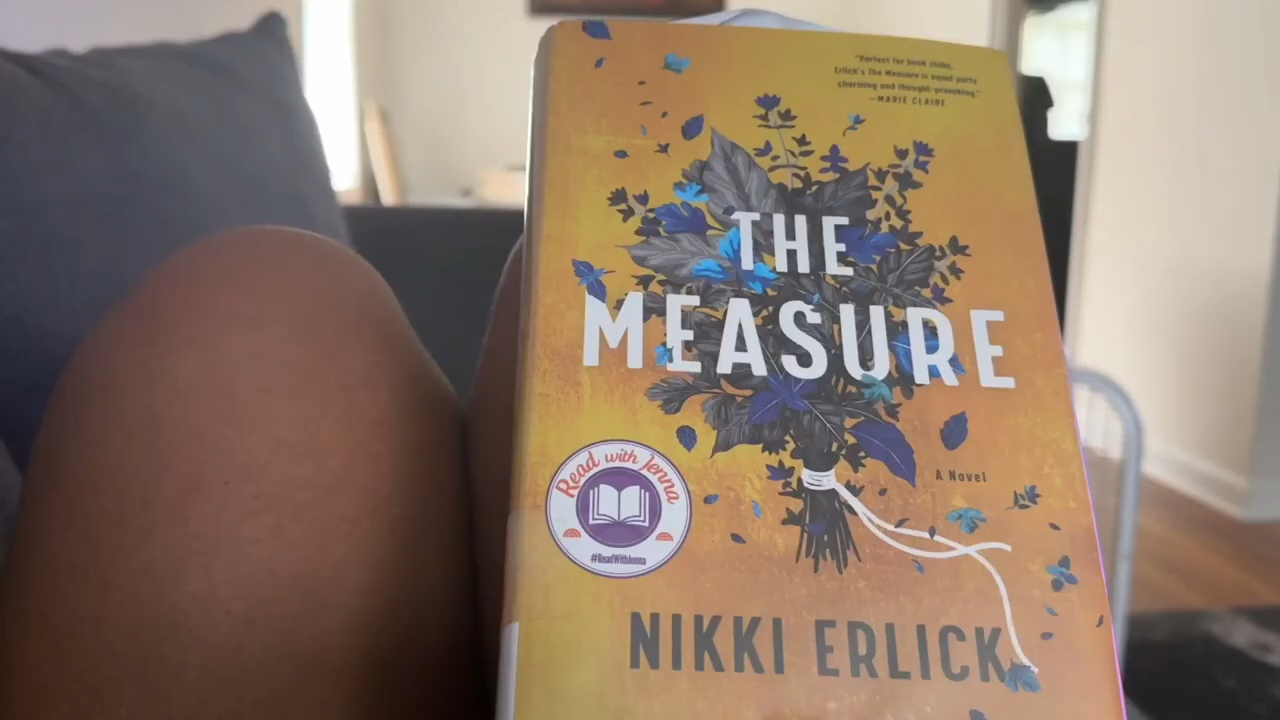 "Perfect for book clubs,
Erlick's The Measure is equal parts
charming and thought-provoking."
—MARIE CLAIRE
THE
MEASURE
A Novel
Read with Jenna
#ReadWithJenna
NIKKI ERLICK